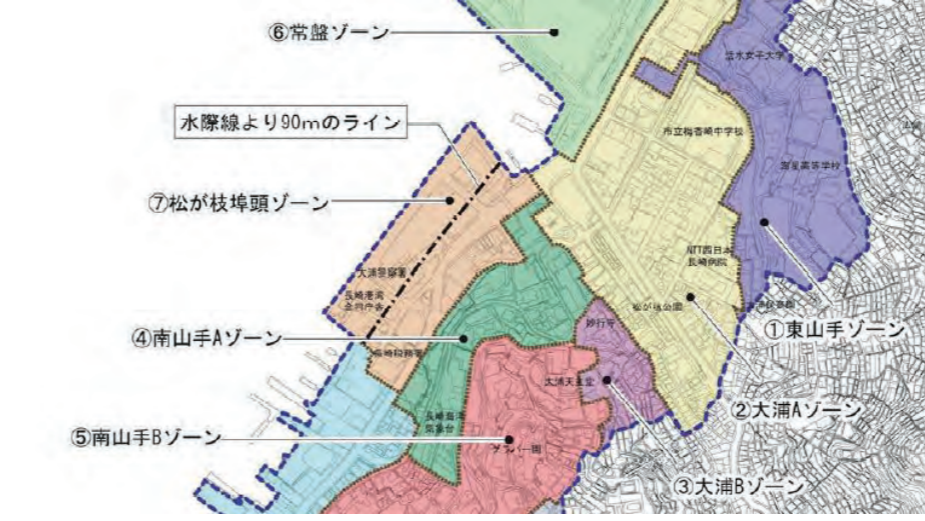 ⑥常盤ゾーン
活水女子大学
水際線より90mのライン
市立梅香崎中学校
海星高等学校
⑦松が枝埠頭ゾーン
NTT西日本
長崎病院
大浦警察署
長崎港湾
合同庁舎
松が枝公園
妙行寺
①東山手ゾーン
④南山手Aゾーン
長崎税務署
大浦天主堂
②大浦Aゾーン
長崎海洋
気象台
⑤南山手Bゾーン
グラバー園
③大浦Bゾーン